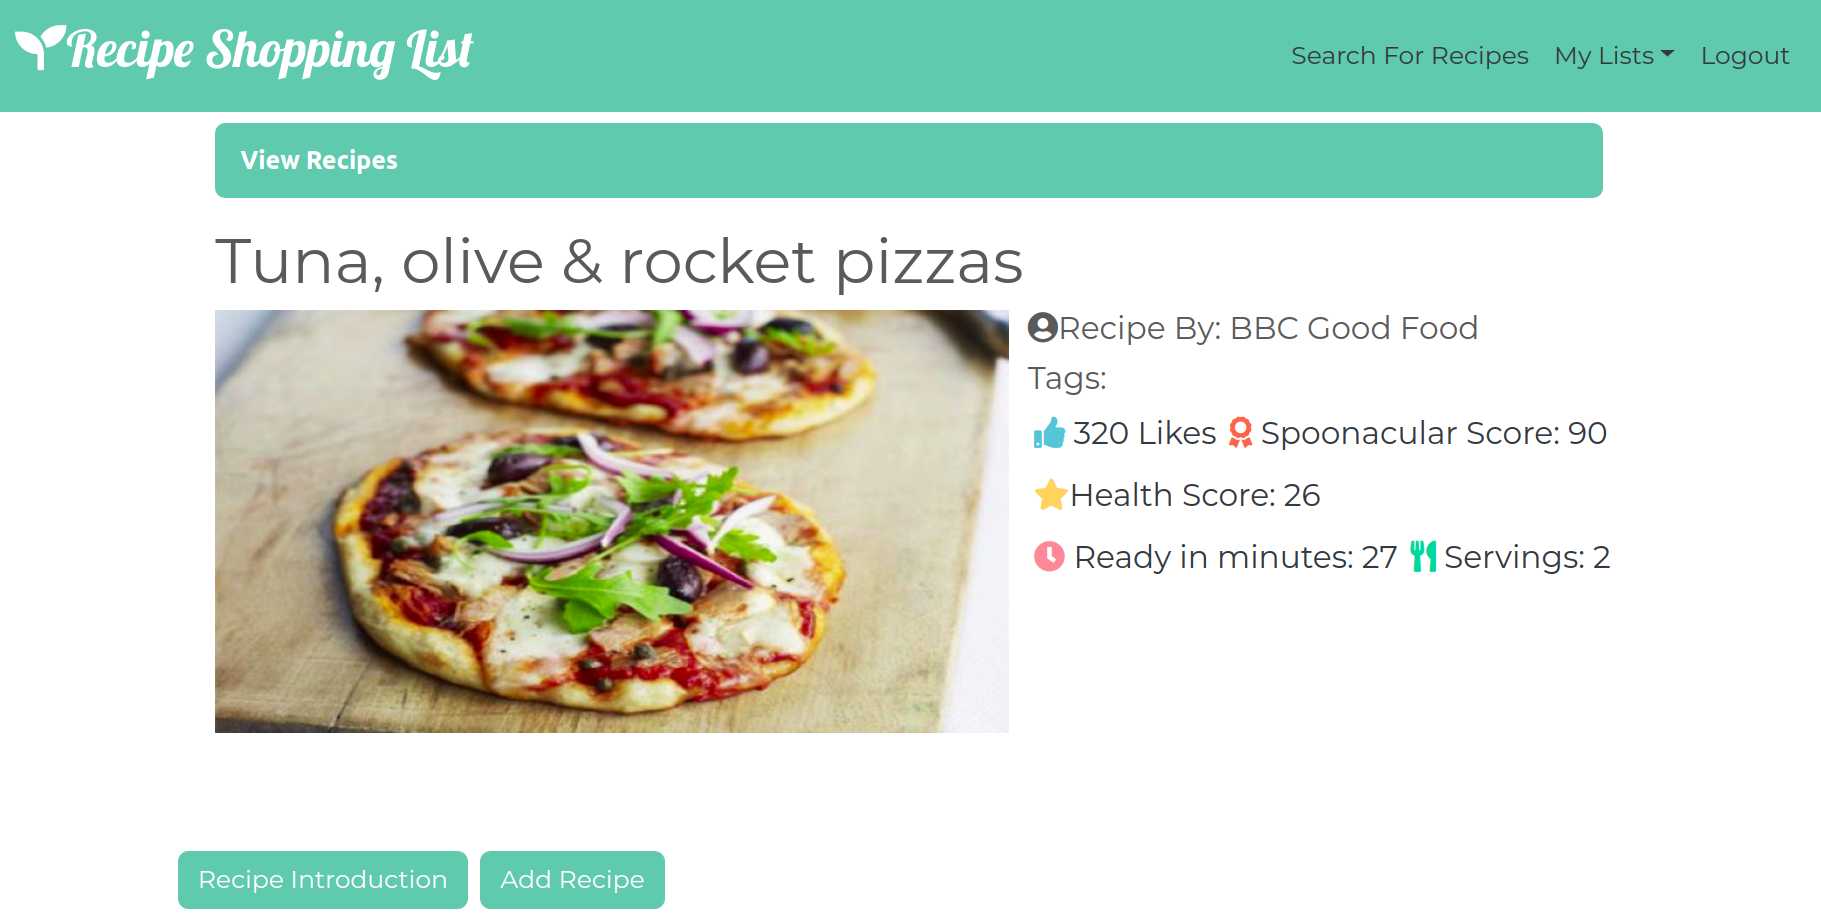 Recipe Shopping List
Search For Recipes My Lists Logout
View Recipes
Tuna, olive & rocket pizzas
Recipe By: BBC Good Food
Tags:
320 Likes Spoonacular Score: 90
Health Score: 26
Ready in minutes: 27 Servings: 2
Recipe Introduction Add Recipe